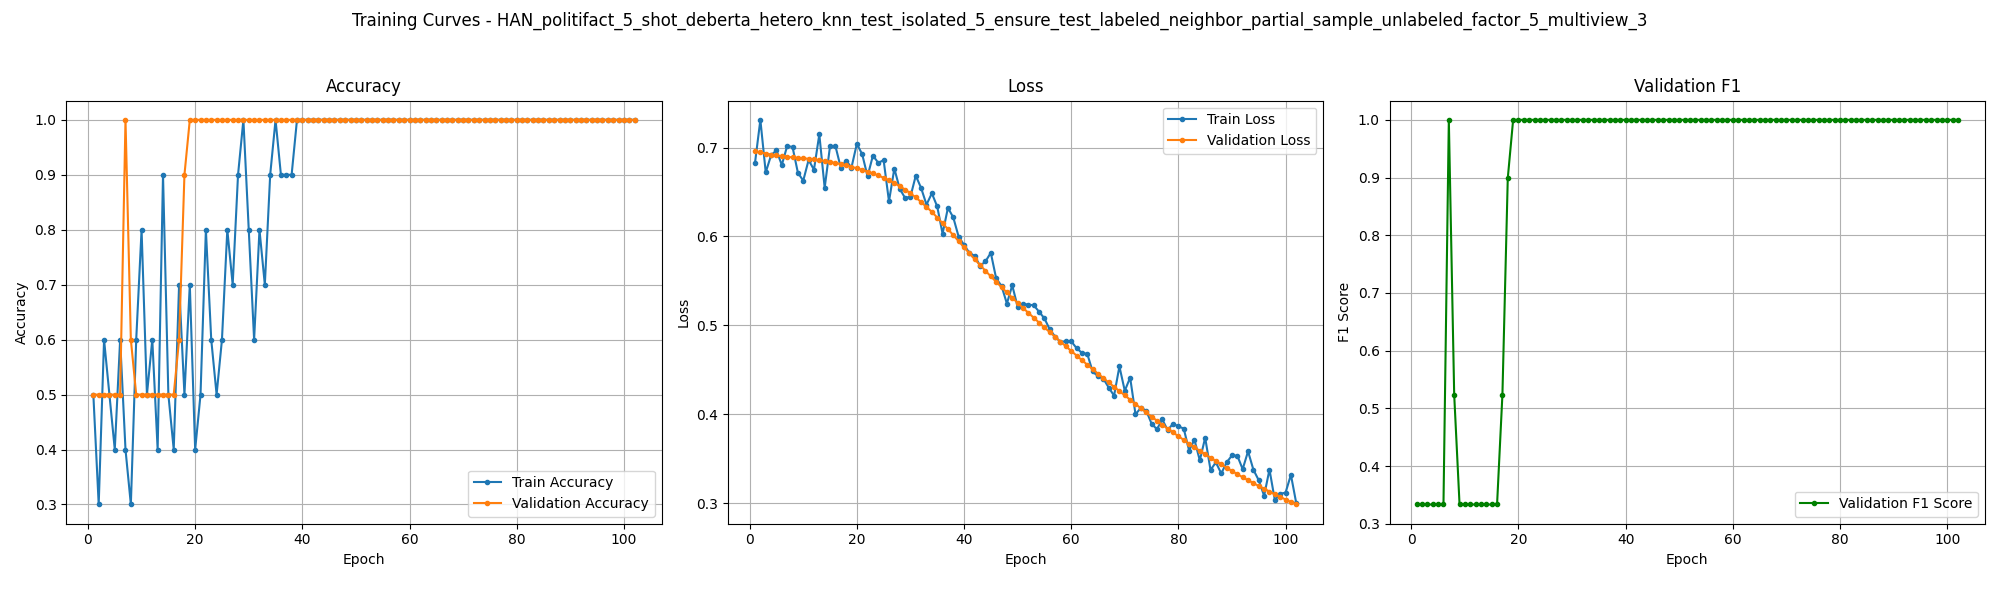 Training Curves - HAN_politifact_5_shot_deberta_hetero_knn_test_isolated_5_ensure_test_labeled_neighbor_partial_sample_unlabeled_factor_5_multiview_3
Accuracy
1.0
0.9
0.8
0.7
0.6
0.5
0.4
0.3
Accuracy
Train Accuracy
Validation Accuracy
0 20 40 60 80 100
Epoch
Loss
0.7
0.6
0.5
0.4
0.3
Loss
Train Loss
Validation Loss
0 20 40 60 80 100
Epoch
Validation F1
1.0
0.9
0.8
0.7
0.6
0.5
0.4
0.3
F1 Score
Validation F1 Score
0 20 40 60 80 100
Epoch